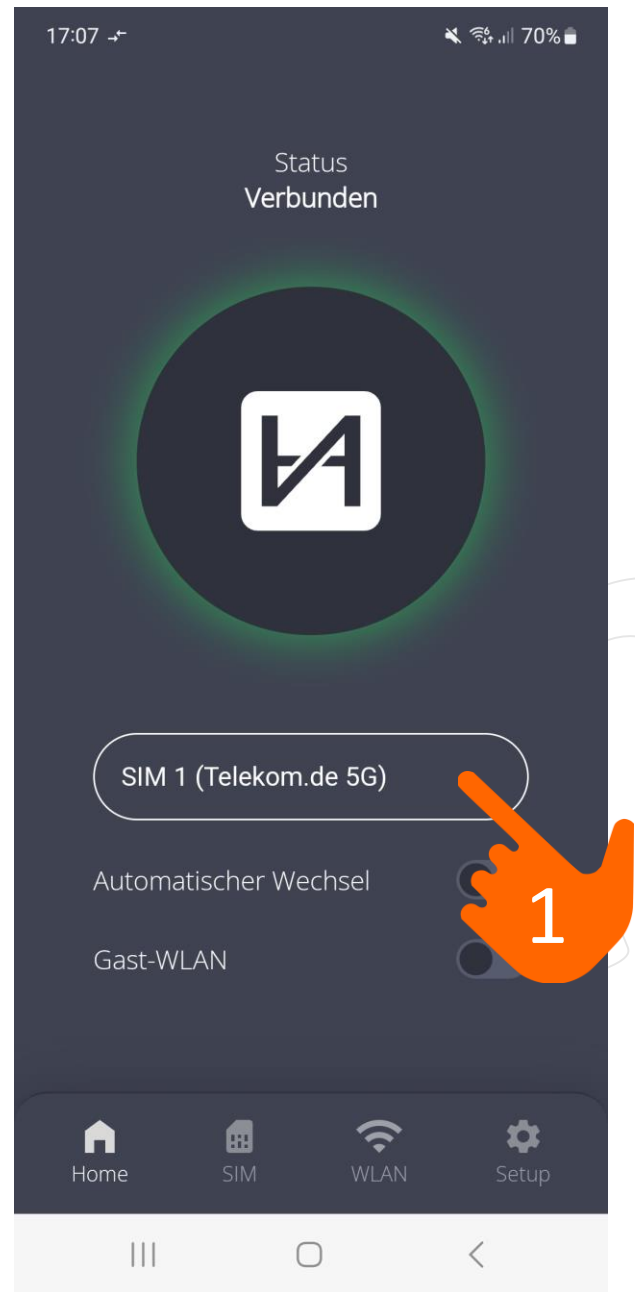 17:07
70%
Status
Verbunden
SIM 1 (Telekom.de 5G)
Automatischer Wechsel
1
Gast-WLAN
Home
SIM
WLAN
Setup